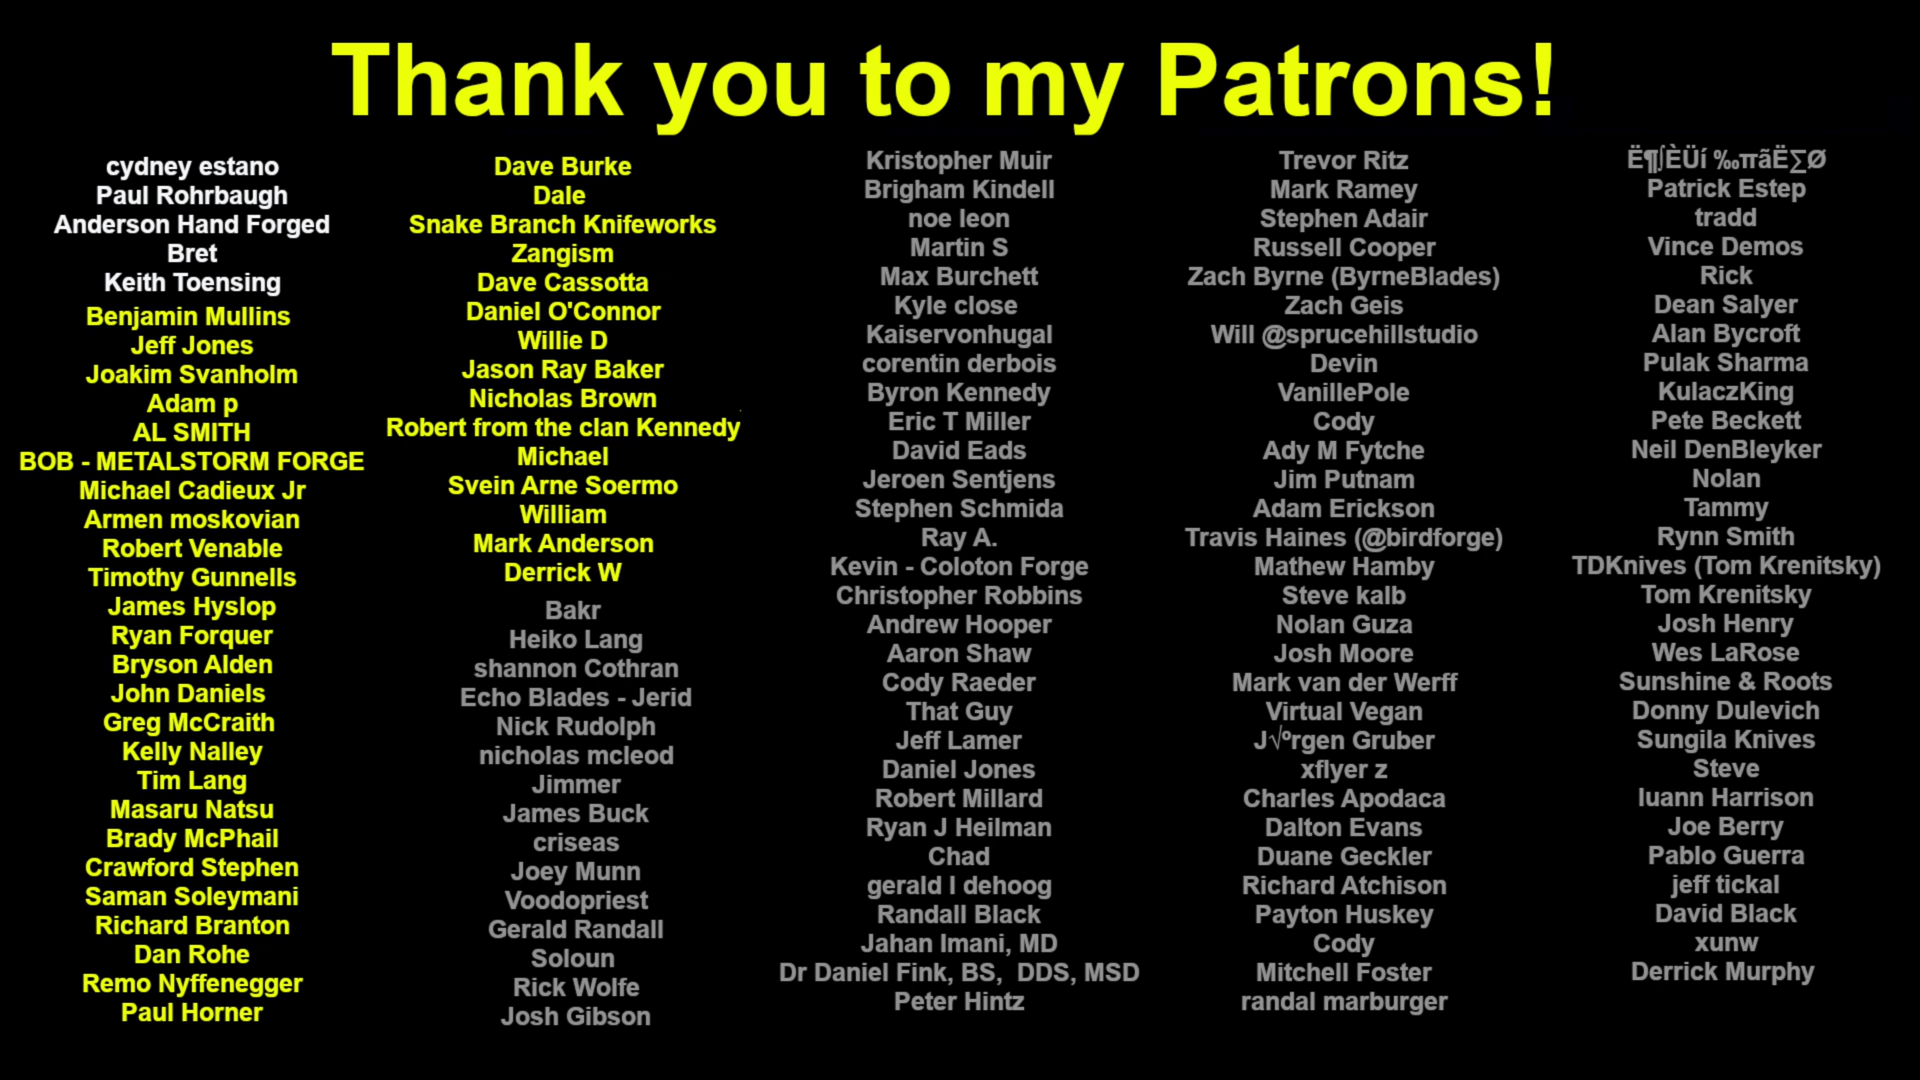 Thank you to my Patrons!
cydney estano
Paul Rohrbaugh
Anderson Hand Forged
Bret
Keith Toensing
Benjamin Mullins
Jeff Jones
Joakim Svanholm
Adam p
AL SMITH
BOB - METALSTORM FORGE
Michael Cadieux Jr
Armen moskovian
Robert Venable
Timothy Gunnells
James Hyslop
Ryan Forquer
Bryson Alden
John Daniels
Greg McCraith
Kelly Nalley
Tim Lang
Masaru Natsu
Brady McPhail
Crawford Stephen
Saman Soleymani
Richard Branton
Dan Rohe
Remo Nyffenegger
Paul Horner
Dave Burke
Dale
Snake Branch Knifeworks
Zangism
Dave Cassotta
Daniel O'Connor
Willie D
Jason Ray Baker
Nicholas Brown
Robert from the clan Kennedy
Michael
Svein Arne Soermo
William
Mark Anderson
Derrick W
Bakr
Heiko Lang
shannon Cothran
Echo Blades - Jerid
Nick Rudolph
nicholas mcleod
Jimmer
James Buck
criseas
Joey Munn
Voodopriest
Gerald Randall
Soloun
Rick Wolfe
Josh Gibson
Kristopher Muir
Brigham Kindell
noe leon
Martin S
Max Burchett
Kyle close
Kaiservonhugal
corentin derbois
Byron Kennedy
Eric T Miller
David Eads
Jeroen Sentjens
Stephen Schmida
Ray A.
Kevin - Coloton Forge
Christopher Robbins
Andrew Hooper
Aaron Shaw
Cody Raeder
That Guy
Jeff Lamer
Daniel Jones
Robert Millard
Ryan J Heilman
Chad
gerald l dehoog
Randall Black
Jahan Imani, MD
Dr Daniel Fink, BS,  DDS, MSD
Peter Hintz
Trevor Ritz
Mark Ramey
Stephen Adair
Russell Cooper
Zach Byrne (ByrneBlades)
Zach Geis
Will @sprucehillstudio
Devin
VanillePole
Cody
Ady M Fytche
Jim Putnam
Adam Erickson
Travis Haines (@birdforge)
Mathew Hamby
Steve kalb
Nolan Guza
Josh Moore
Mark van der Werff
Virtual Vegan
J√ºrgen Gruber
xflyer z
Charles Apodaca
Dalton Evans
Duane Geckler
Richard Atchison
Payton Huskey
Cody
Mitchell Foster
randal marburger
Ë¶∫ÈÜí ‰πãË∑Ø
Patrick Estep
tradd
Vince Demos
Rick
Dean Salyer
Alan Bycroft
Pulak Sharma
KulaczKing
Pete Beckett
Neil DenBleyker
Nolan
Tammy
Rynn Smith
TDKnives (Tom Krenitsky)
Tom Krenitsky
Josh Henry
Wes LaRose
Sunshine & Roots
Donny Dulevich
Sungila Knives
Steve
luann Harrison
Joe Berry
Pablo Guerra
jeff tickal
David Black
xunw
Derrick Murphy